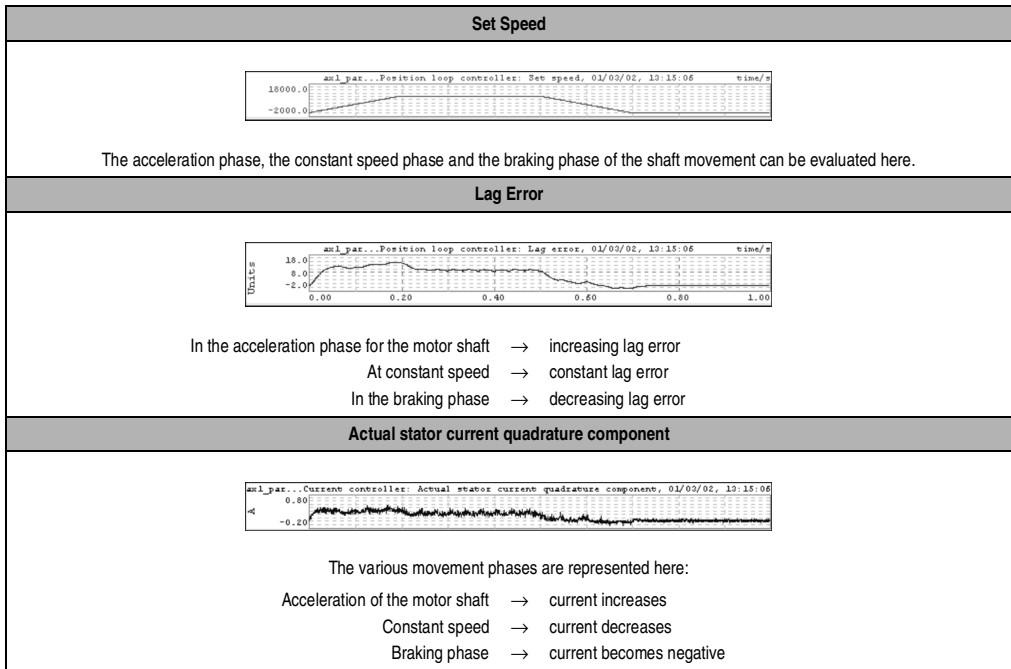 Set Speed
ax1_par...Position loop controller: Set speed, 01/03/02, 13:15:06 time/s
18000.0
-2000.0
The acceleration phase, the constant speed phase and the braking phase of the shaft movement can be evaluated here.
Lag Error
ax1_par...Position loop controller: Lag error, 01/03/02, 13:15:06 time/s
Units
18.0
8.0
-2.0
0.00 0.20 0.40 0.60 0.80 1.00
In the acceleration phase for the motor shaft → increasing lag error
At constant speed → constant lag error
In the braking phase → decreasing lag error
Actual stator current quadrature component
ax1_par...Current controller: Actual stator current quadrature component, 01/03/02, 13:15:06
A
0.80
-0.20
The various movement phases are represented here:
Acceleration of the motor shaft → current increases
Constant speed → current decreases
Braking phase → current becomes negative